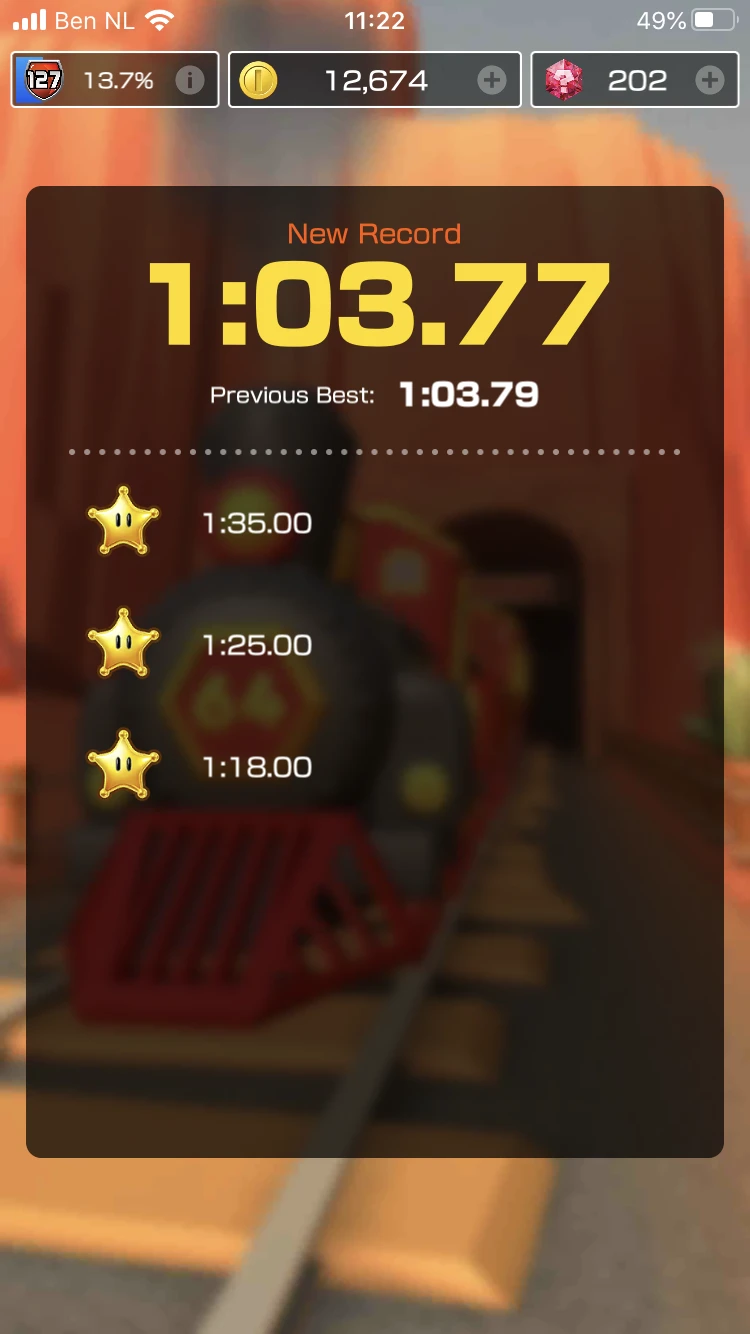 Ben NL 11:22 49%
127 13.7% i 12,674 + 202 +
New Record
1:03.77
Previous Best: 1:03.79
1:35.00
1:25.00
1:18.00
64